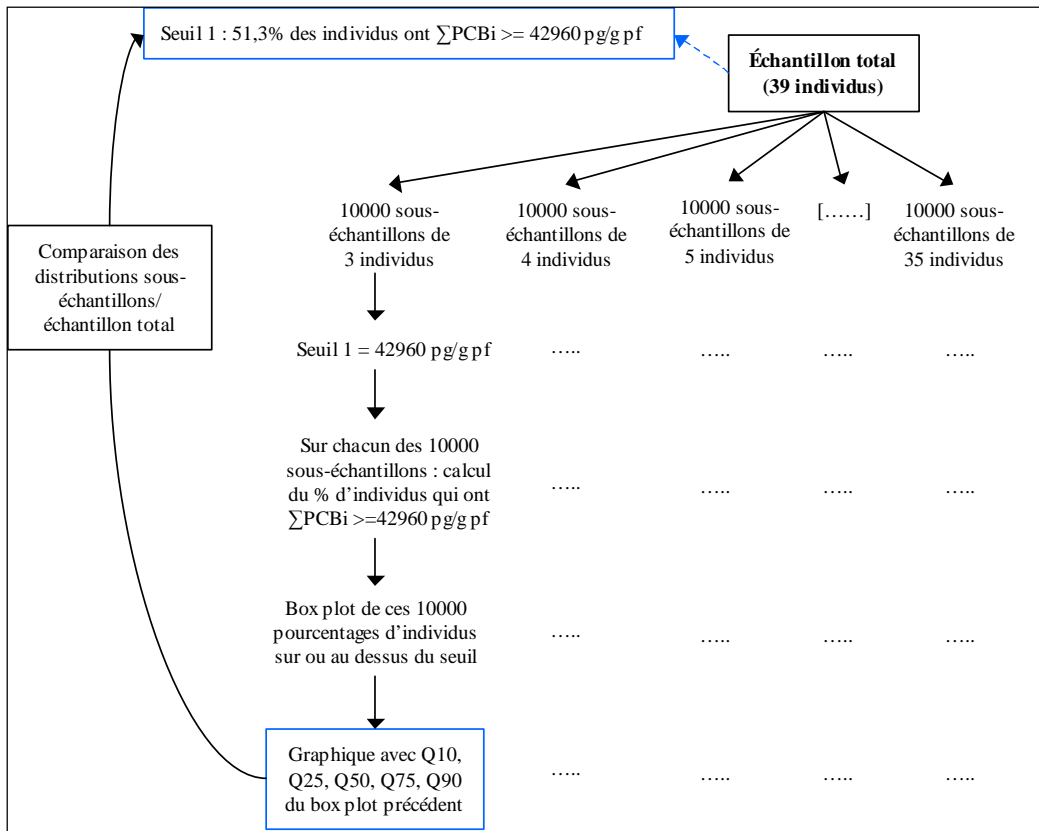 Seuil 1 : 51,3% des individus ont ∑PCBi >= 42960 pg/g pf
Échantillon total
(39 individus)
10000 sous-
échantillons de
3 individus
10000 sous-
échantillons de
4 individus
10000 sous-
échantillons de
5 individus
[……]
10000 sous-
échantillons de
35 individus
Comparaison des
distributions sous-
échantillons/
échantillon total
Seuil 1 = 42960 pg/g pf
…..
…..
…..
…..
Sur chacun des 10000
sous-échantillons : calcul
du % d’individus qui ont
∑PCBi >=42960 pg/g pf
…..
…..
…..
…..
Box plot de ces 10000
pourcentages d’individus
sur ou au dessus du seuil
…..
…..
…..
…..
Graphique avec Q10,
Q25, Q50, Q75, Q90
du box plot précédent
…..
…..
…..
…..